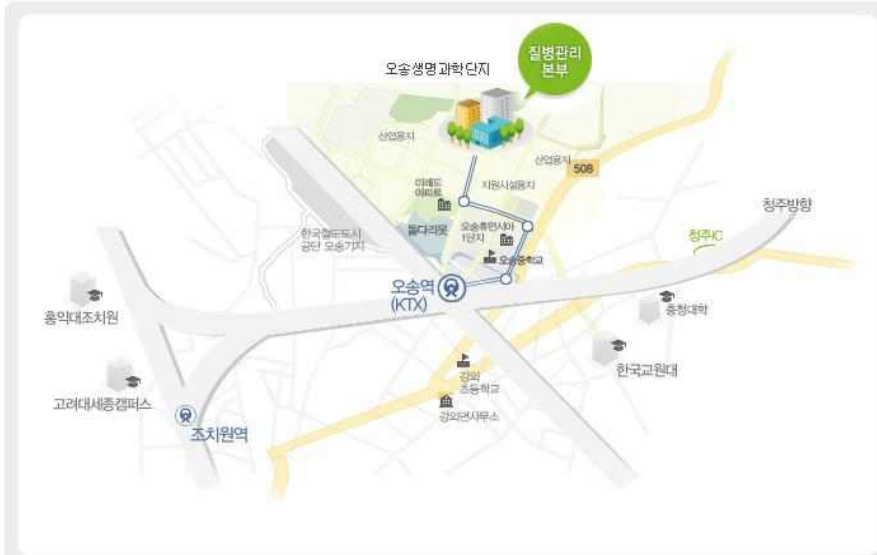 질병관리
본부
오송생명과학단지
산업용지
산업용지
508
미래도
아파트
지원시설용지
청주방향
한국철도도시
공단 오송기지
돌다리못
오송휴먼시아
1단지
청주IC
오송중학교
오송역
(KTX)
홍익대조치원
충청대학
한국교원대
강외
초등학교
고려대세종캠퍼스
강외면사무소
조치원역